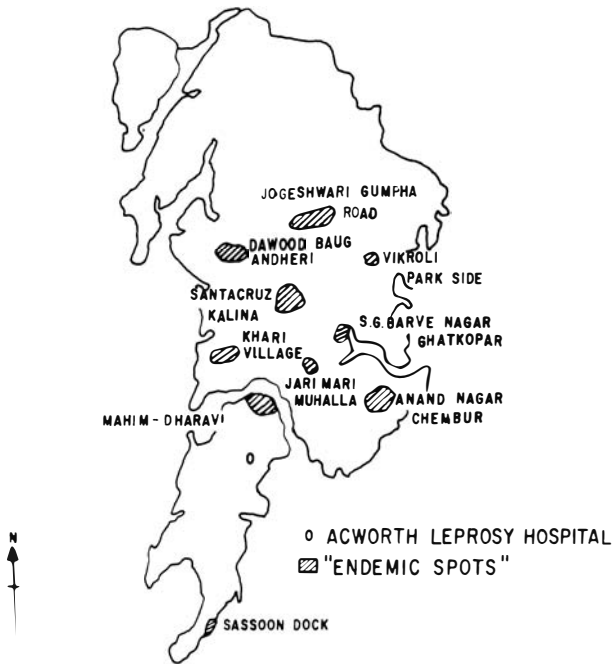 JOGESHWARI GUMPHA
ROAD
DAWOOD BAUG
ANDHERI
VIKROLI
PARK SIDE
SANTACRUZ
KALINA
S.G. BARVE NAGAR
GHATKOPAR
KHARI
VILLAGE
JARI MARI
MUHALLA
ANAND NAGAR
CHEMBUR
MAHIM-DHARAVI
N
O ACWORTH LEPROSY HOSPITAL
"ENDEMIC SPOTS"
SASSOON DOCK